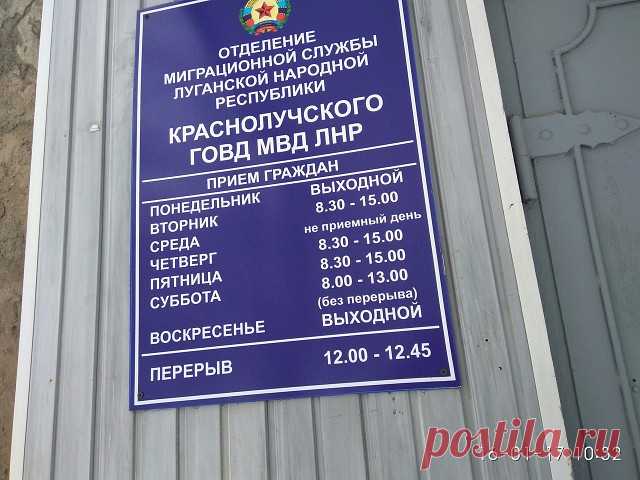 ОТДЕЛЕНИЕ
МИГРАЦИОННОЙ СЛУЖБЫ
ЛУГАНСКОЙ НАРОДНОЙ
РЕСПУБЛИКИ
КРАСНОЛУЧСКОГО
ГОВД МВД ЛНР
ПРИЕМ ГРАЖДАН
ПОНЕДЕЛЬНИК ВЫХОДНОЙ
ВТОРНИК 8.30 - 15.00
СРЕДА не приемный день
ЧЕТВЕРГ 8.30 - 15.00
ПЯТНИЦА 8.30 - 15.00
СУББОТА 8.00 - 13.00
(без перерыва)
ВОСКРЕСЕНЬЕ ВЫХОДНОЙ
ПЕРЕРЫВ 12.00 - 12.45
postila.ru
10:32